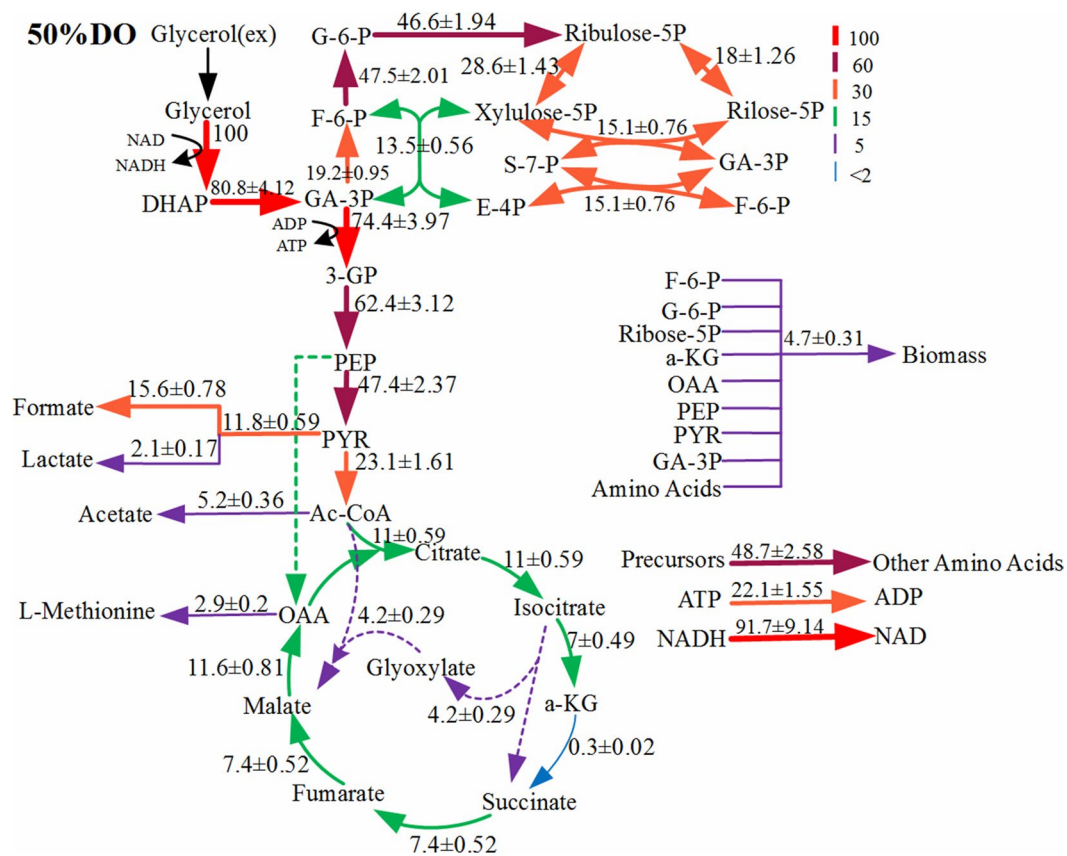 50%DO
Glycerol(ex)
G-6-P
46.6±1.94
Ribulose-5P
100
60
30
15
5
<2
47.5±2.01
28.6±1.43
18±1.26
Glycerol
100
NAD
NADH
F-6-P
Xylulose-5P
Rilose-5P
13.5±0.56
15.1±0.76
19.2±0.95
S-7-P
GA-3P
DHAP
80.8±4.12
GA-3P
E-4P
15.1±0.76
F-6-P
ADP
ATP
74.4±3.97
3-GP
62.4±3.12
PEP
47.4±2.37
Formate
15.6±0.78
11.8±0.59
PYR
Lactate
2.1±0.17
23.1±1.61
Acetate
5.2±0.36
Ac-CoA
11±0.59
Citrate
11±0.59
L-Methionine
2.9±0.2
OAA
4.2±0.29
Isocitrate
7±0.49
11.6±0.81
Glyoxylate
Malate
4.2±0.29
a-KG
0.3±0.02
7.4±0.52
Fumarate
Succinate
7.4±0.52
F-6-P
G-6-P
Ribose-5P
a-KG
OAA
PEP
PYR
GA-3P
Amino Acids
4.7±0.31
Biomass
Precursors 48.7±2.58 Other Amino Acids
ATP 22.1±1.55 ADP
NADH 91.7±9.14 NAD